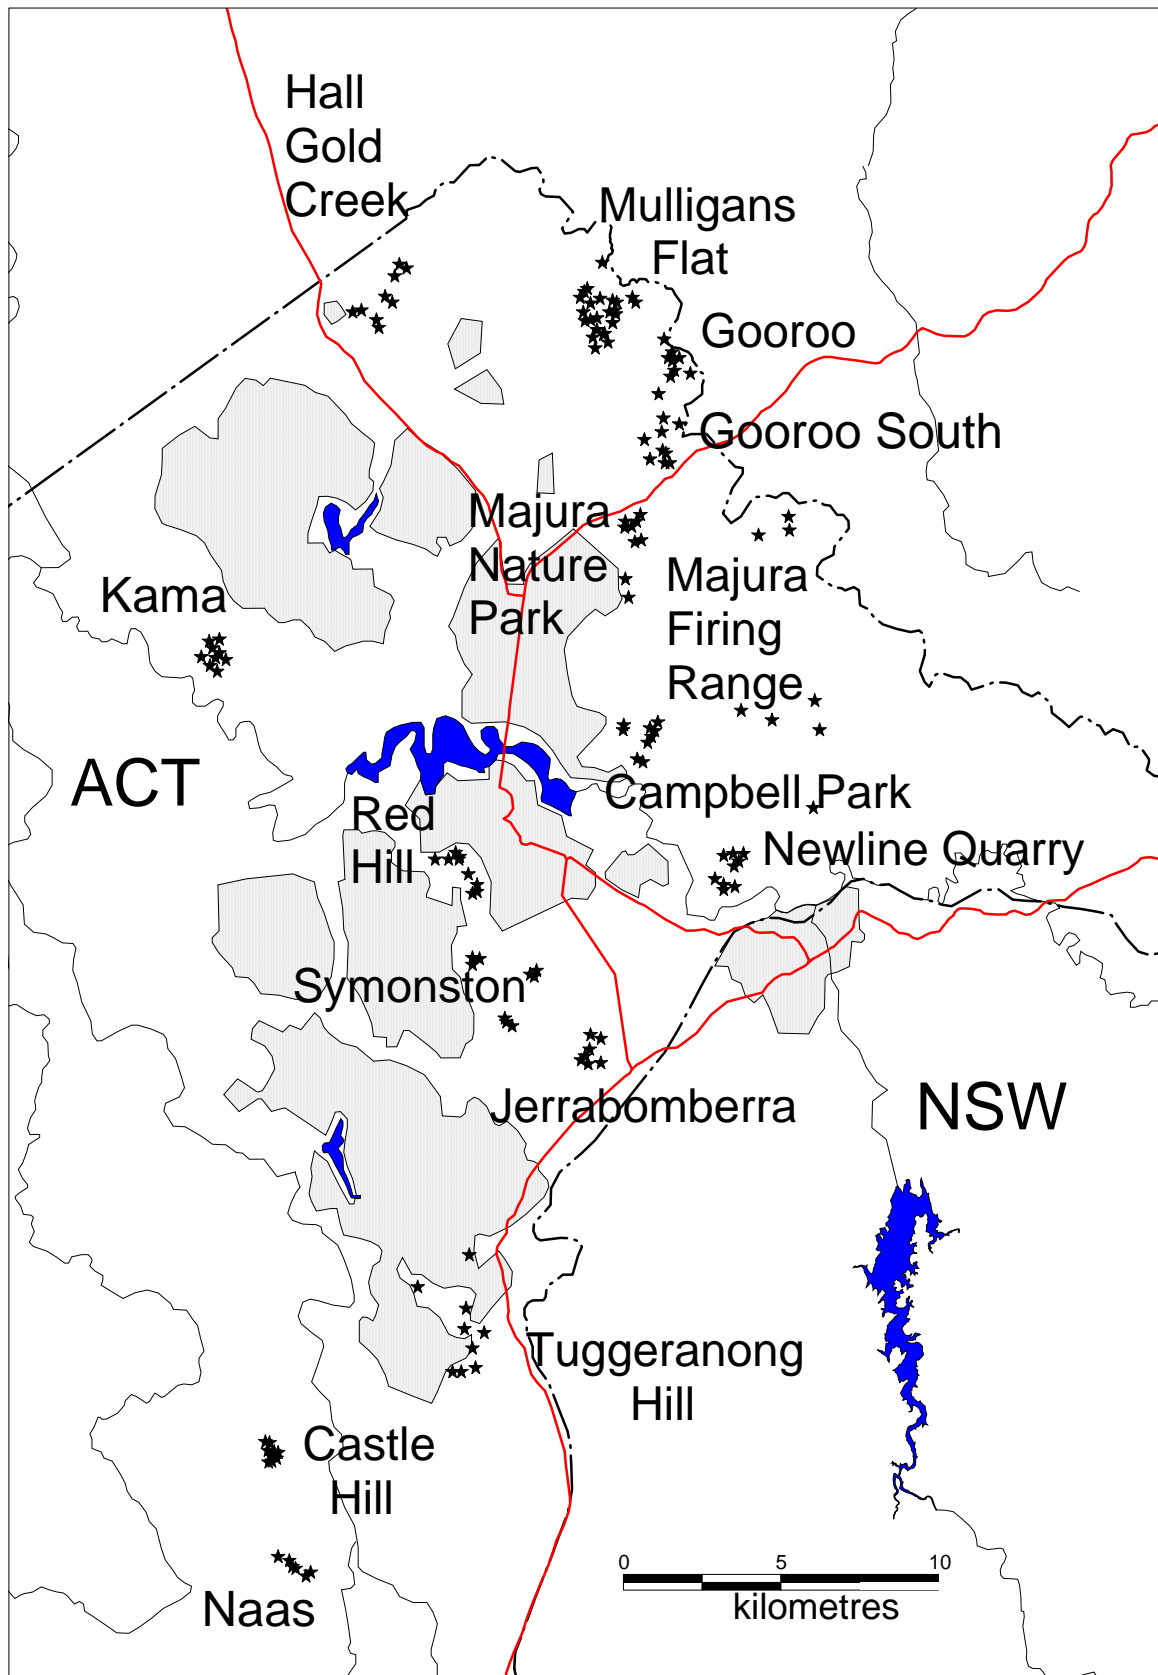 Hall
Gold
Creek
Mulligans
Flat
Gooroo
Gooroo South
Majura
Nature
Park
Majura
Firing
Range
Kama
ACT
Campbell Park
Red
Hill
Newline Quarry
Symonston
Jerrabomberra
NSW
Tuggeranong
Hill
Castle
Hill
Naas
0 5 10
kilometres